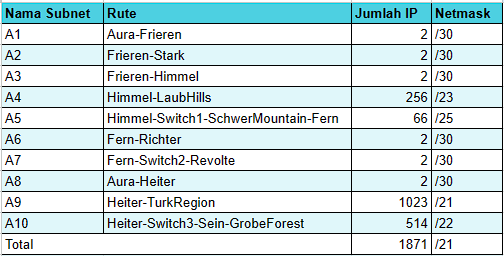 Nama Subnet Rute Jumlah IP Netmask
A1 Aura-Frieren 2 /30
A2 Frieren-Stark 2 /30
A3 Frieren-Himmel 2 /30
A4 Himmel-LaubHills 256 /23
A5 Himmel-Switch1-SchwerMountain-Fern 66 /25
A6 Fern-Richter 2 /30
A7 Fern-Switch2-Revolte 2 /30
A8 Aura-Heiter 2 /30
A9 Heiter-TurkRegion 1023 /21
A10 Heiter-Switch3-Sein-GrobeForest 514 /22
Total 1871 /21